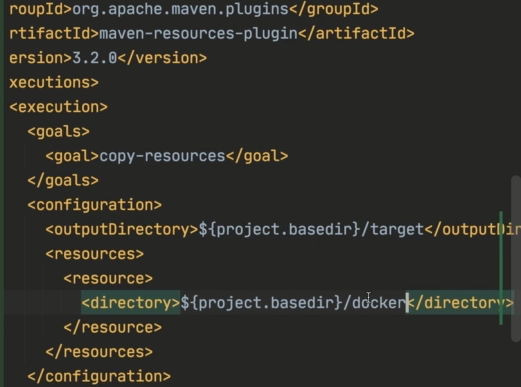 roupId>org.apache.maven.plugins</groupId>
rtifactId>maven-resources-plugin</artifactId>
ersion>3.2.0</version>
xecutions>
<execution>
<goals>
<goal>copy-resources</goal>
</goals>
<configuration>
<outputDirectory>${project.basedir}/target</outputDir
<resources>
<resource>
<directory>${project.basedir}/docker</directory>
</resource>
</resources>
</configuration>